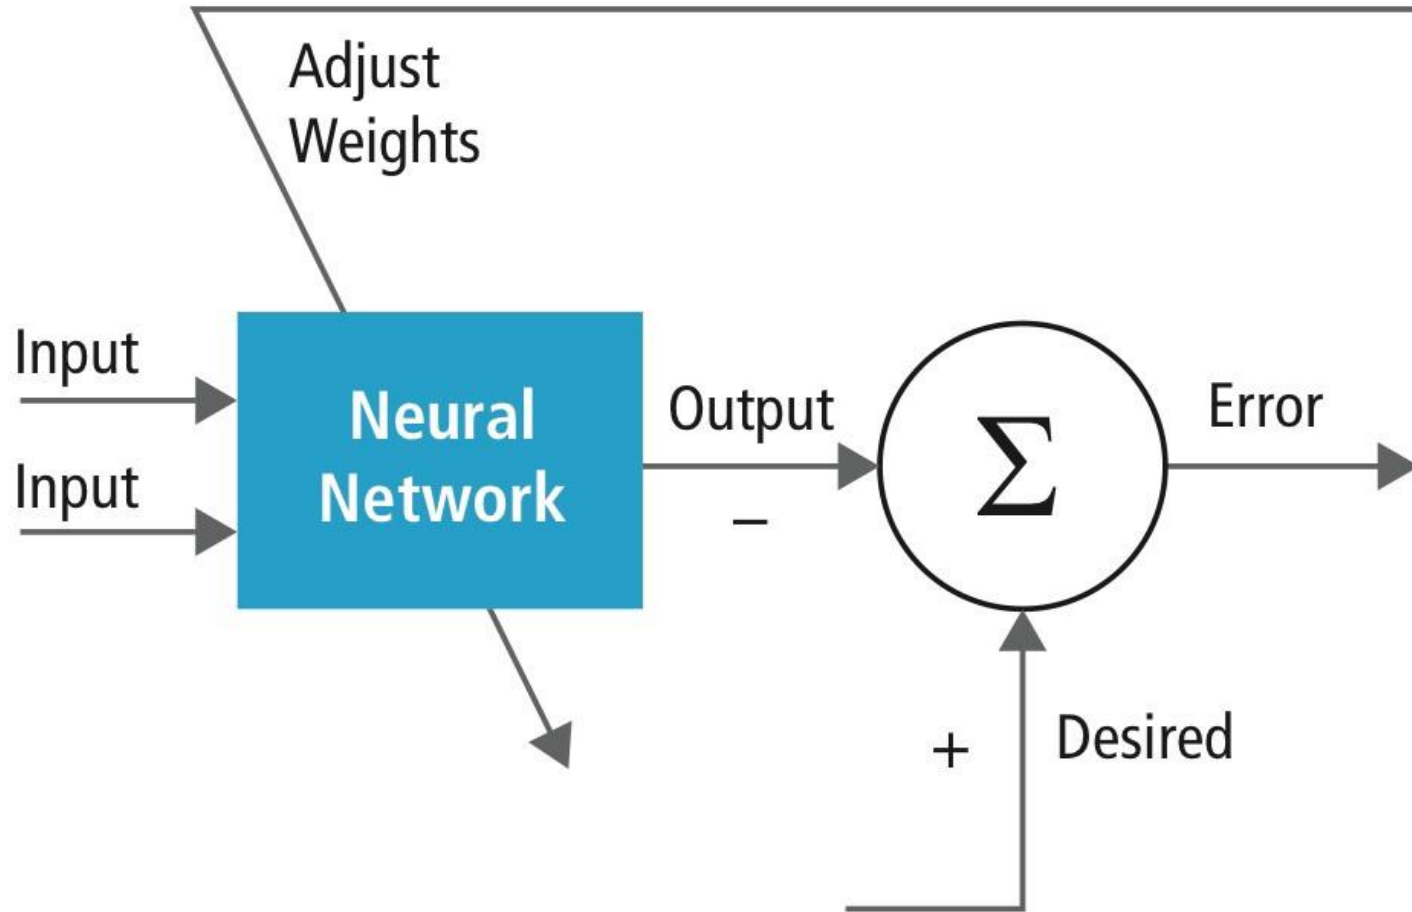 Adjust
Weights
Input
Input
Neural
Network
Output
−
Σ
Error
+
Desired